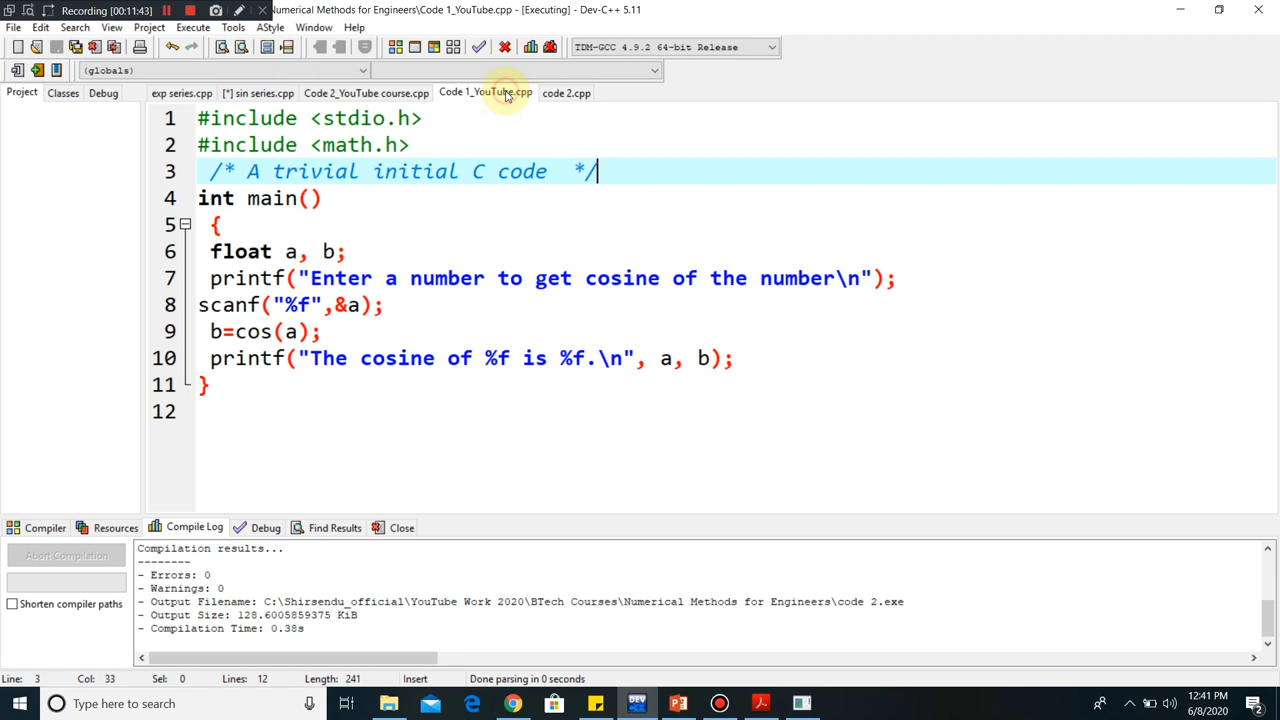 Recording [00:11:43]
Numerical Methods for Engineers\Code 1_YouTube.cpp - [Executing] - Dev-C++ 5.11
File Edit Search View Project Execute Tools AStyle Window Help
TDM-GCC 4.9.2 64-bit Release
(globals)
Project Classes Debug
exp series.cpp [*] sin series.cpp Code 2_YouTube course.cpp Code 1_YouTube.cpp code 2.cpp
1 #include <stdio.h>
2 #include <math.h>
3 /* A trivial initial C code  */
4 int main()
5 {
6 float a, b;
7 printf("Enter a number to get cosine of the number\n");
8 scanf("%f",&a);
9 b=cos(a);
10 printf("The cosine of %f is %f.\n", a, b);
11 }
12
Compiler Resources Compile Log Debug Find Results Close
Abort Compilation
Shorten compiler paths
Compilation results...
--------
- Errors: 0
- Warnings: 0
- Output Filename: C:\Shirsendu_official\YouTube Work 2020\BTech Courses\Numerical Methods for Engineers\code 2.exe
- Output Size: 128.6005859375 KiB
- Compilation Time: 0.38s
Line: 3 Col: 33 Sel: 0 Lines: 12 Length: 241 Insert Done parsing in 0 seconds
Type here to search
DEV
12:41 PM
6/8/2020
2